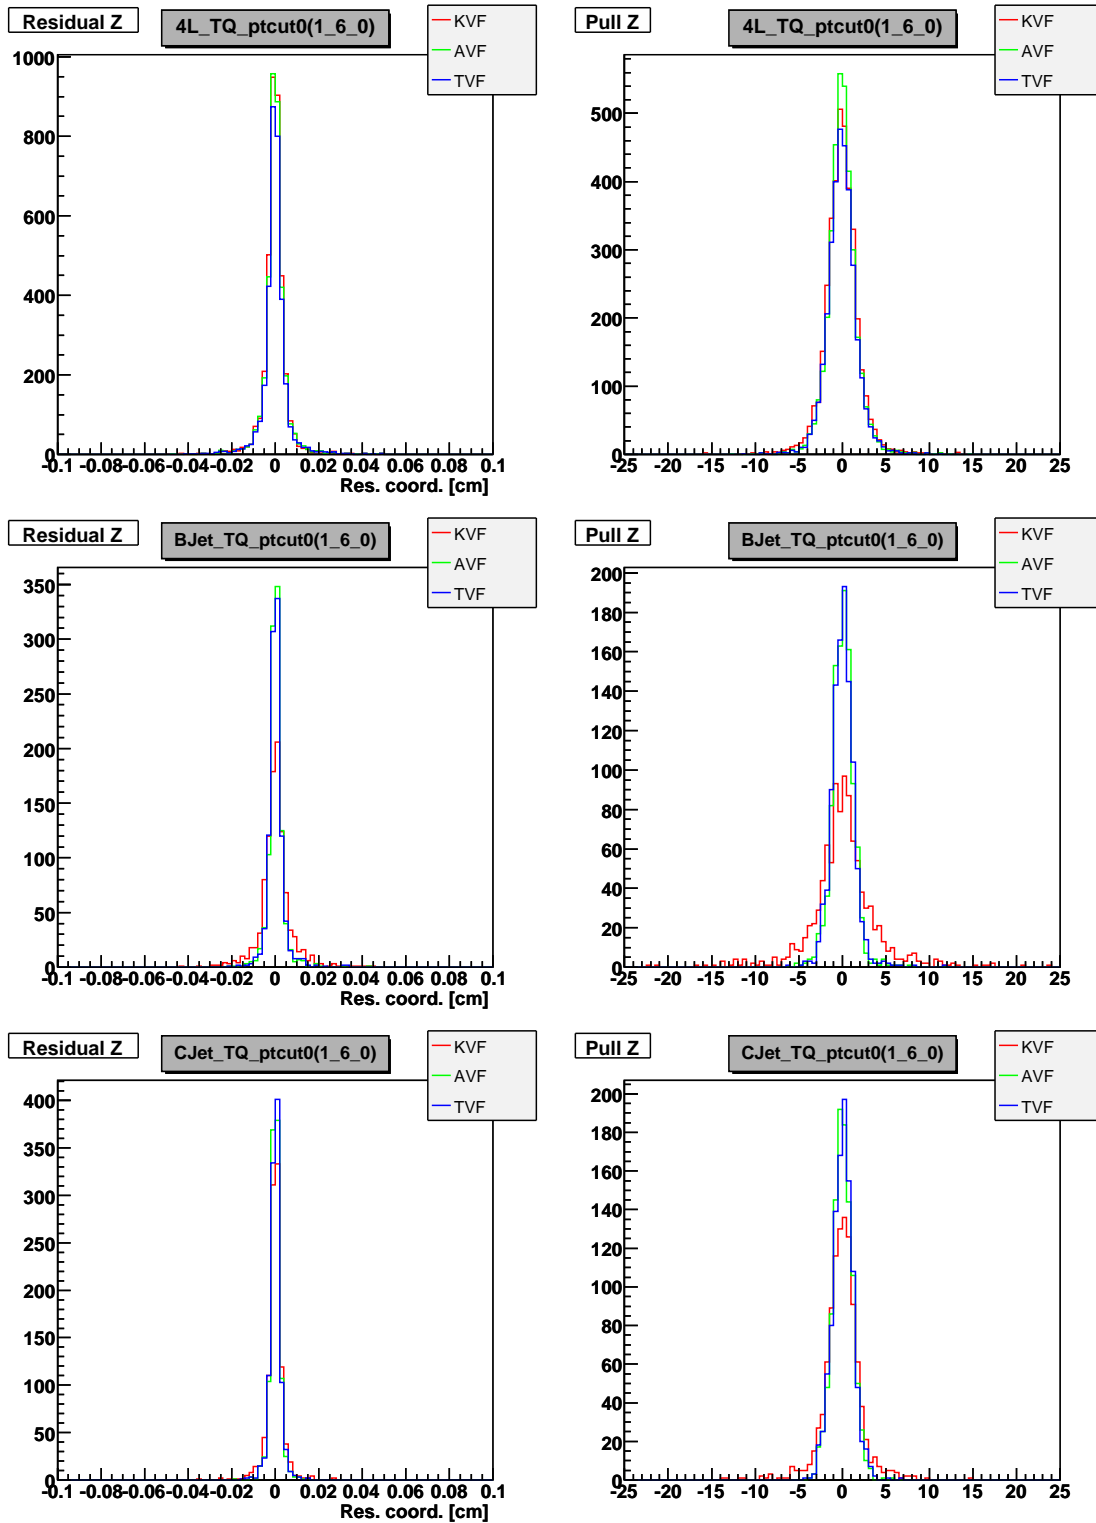 Residual Z
4L_TQ_ptcut0(1_6_0)
KVF
AVF
TVF
1000
800
600
400
200
0
-0.1 -0.08-0.06-0.04-0.02 0 0.02 0.04 0.06 0.08 0.1
Res. coord. [cm]
Pull Z
4L_TQ_ptcut0(1_6_0)
KVF
AVF
TVF
500
400
300
200
100
0
-25 -20 -15 -10 -5 0 5 10 15 20 25
Residual Z
BJet_TQ_ptcut0(1_6_0)
KVF
AVF
TVF
350
300
250
200
150
100
50
0
-0.1 -0.08-0.06-0.04-0.02 0 0.02 0.04 0.06 0.08 0.1
Res. coord. [cm]
Pull Z
BJet_TQ_ptcut0(1_6_0)
KVF
AVF
TVF
200
180
160
140
120
100
80
60
40
20
0
-25 -20 -15 -10 -5 0 5 10 15 20 25
Residual Z
CJet_TQ_ptcut0(1_6_0)
KVF
AVF
TVF
400
350
300
250
200
150
100
50
0
-0.1 -0.08-0.06-0.04-0.02 0 0.02 0.04 0.06 0.08 0.1
Res. coord. [cm]
Pull Z
CJet_TQ_ptcut0(1_6_0)
KVF
AVF
TVF
200
180
160
140
120
100
80
60
40
20
0
-25 -20 -15 -10 -5 0 5 10 15 20 25